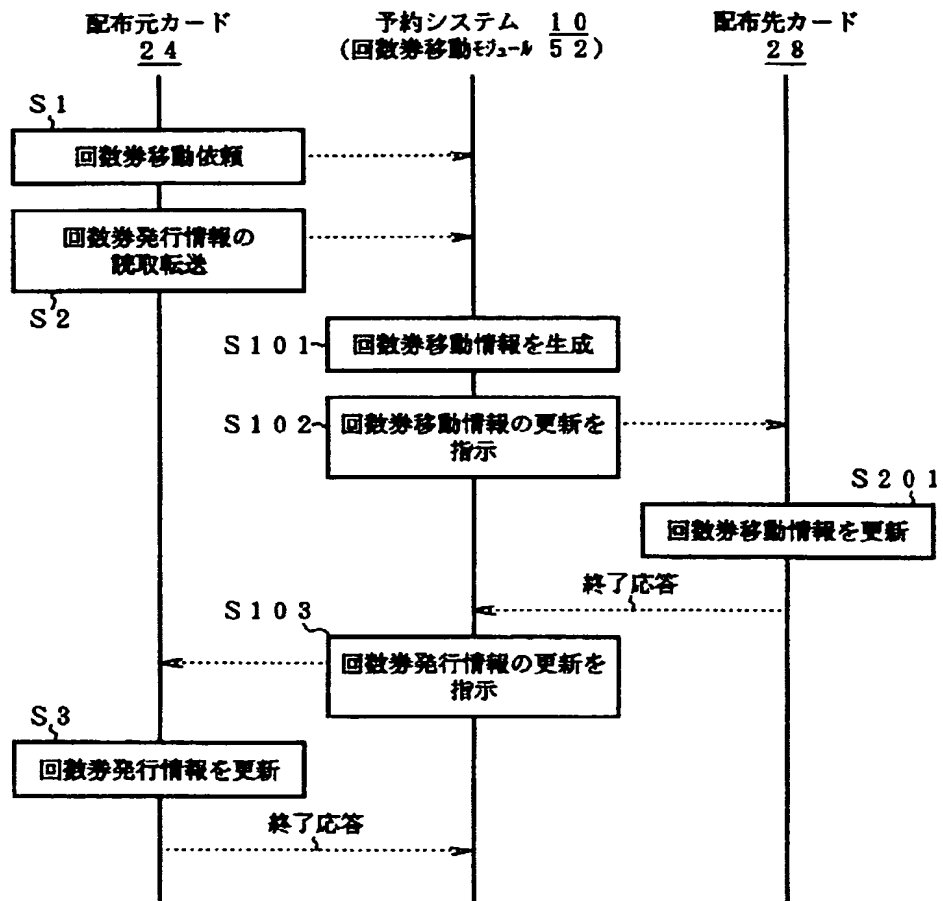 配布元カード
２４
予約システム １０
(回数券移動ﾓｼﾞｭｰﾙ ５２)
配布先カード
２８
Ｓ１
回数券移動依頼
回数券発行情報の
読取転送
Ｓ２
Ｓ１０１
回数券移動情報を生成
Ｓ１０２
回数券移動情報の更新を
指示
Ｓ２０１
回数券移動情報を更新
終了応答
Ｓ１０３
回数券発行情報の更新を
指示
Ｓ３
回数券発行情報を更新
終了応答